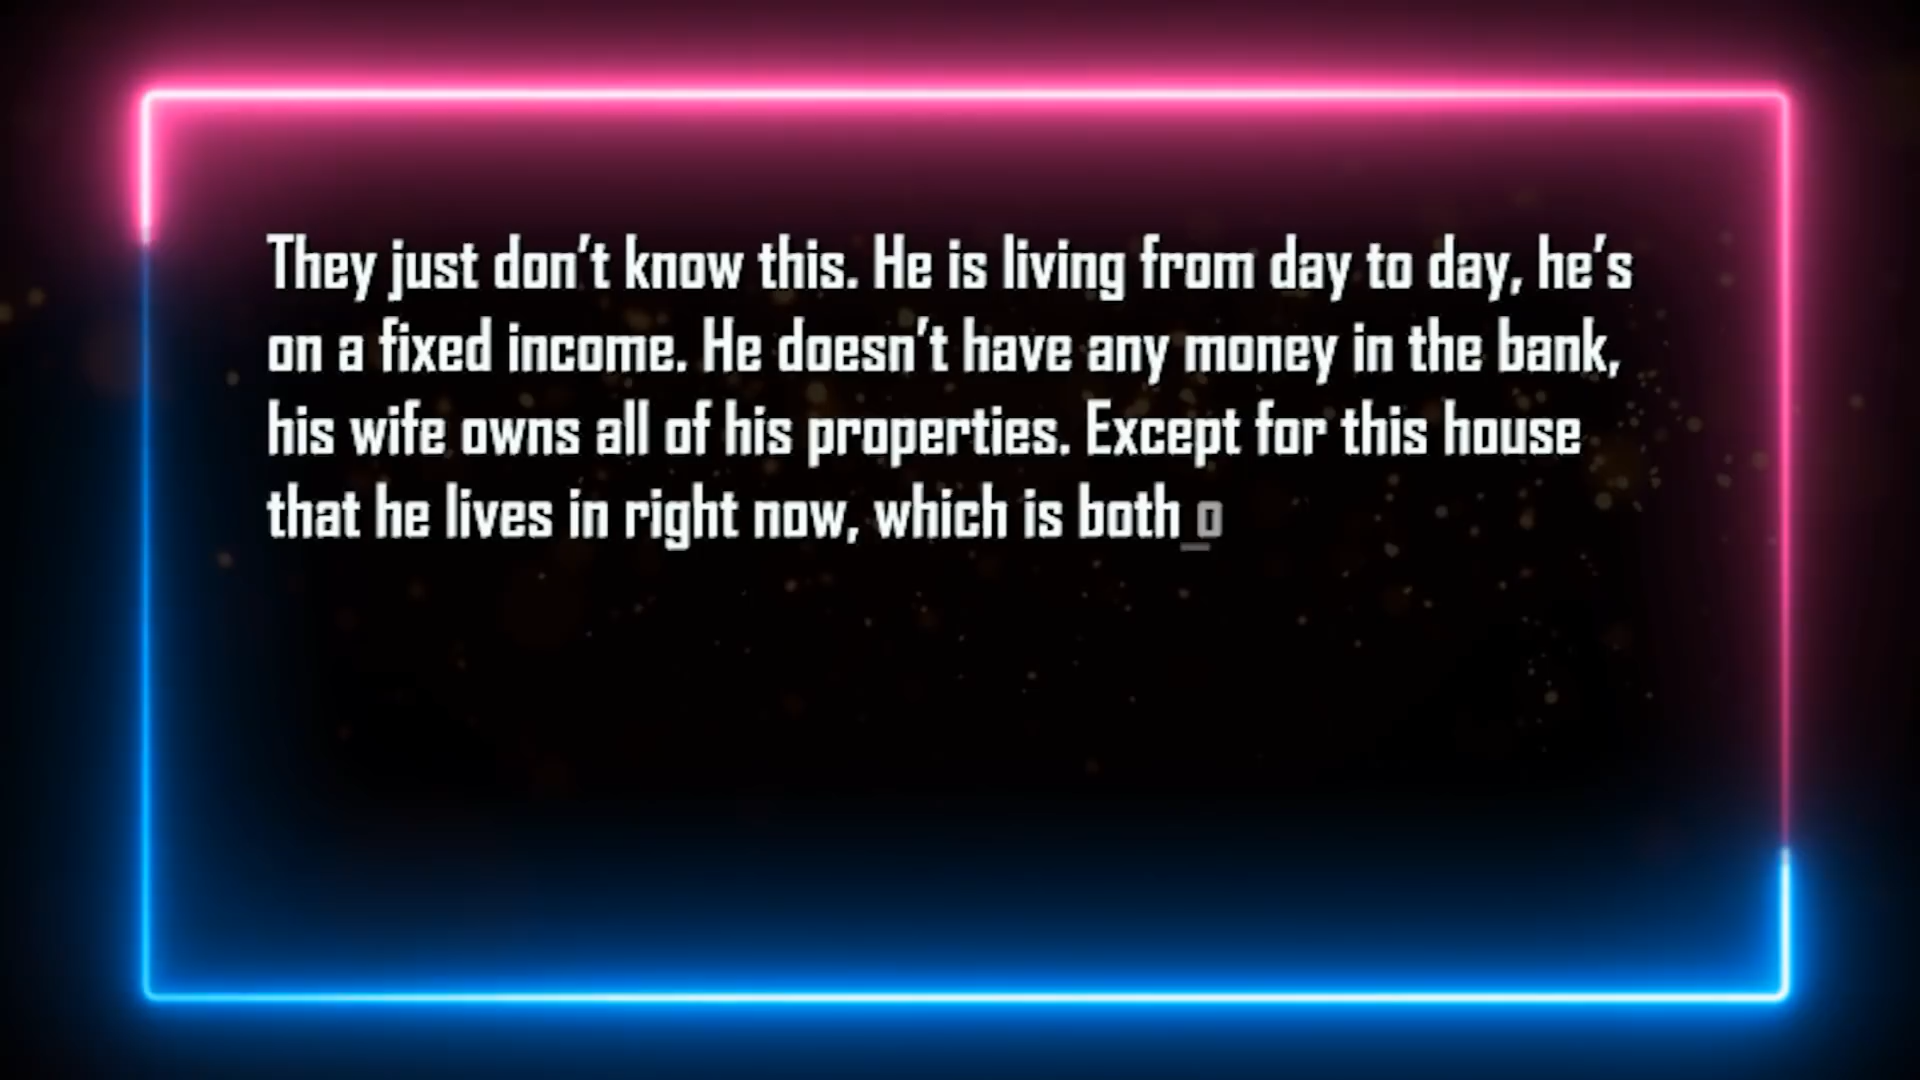 They just don’t know this. He is living from day to day, he’s
on a fixed income. He doesn’t have any money in the bank,
his wife owns all of his properties. Except for this house
that he lives in right now, which is both o